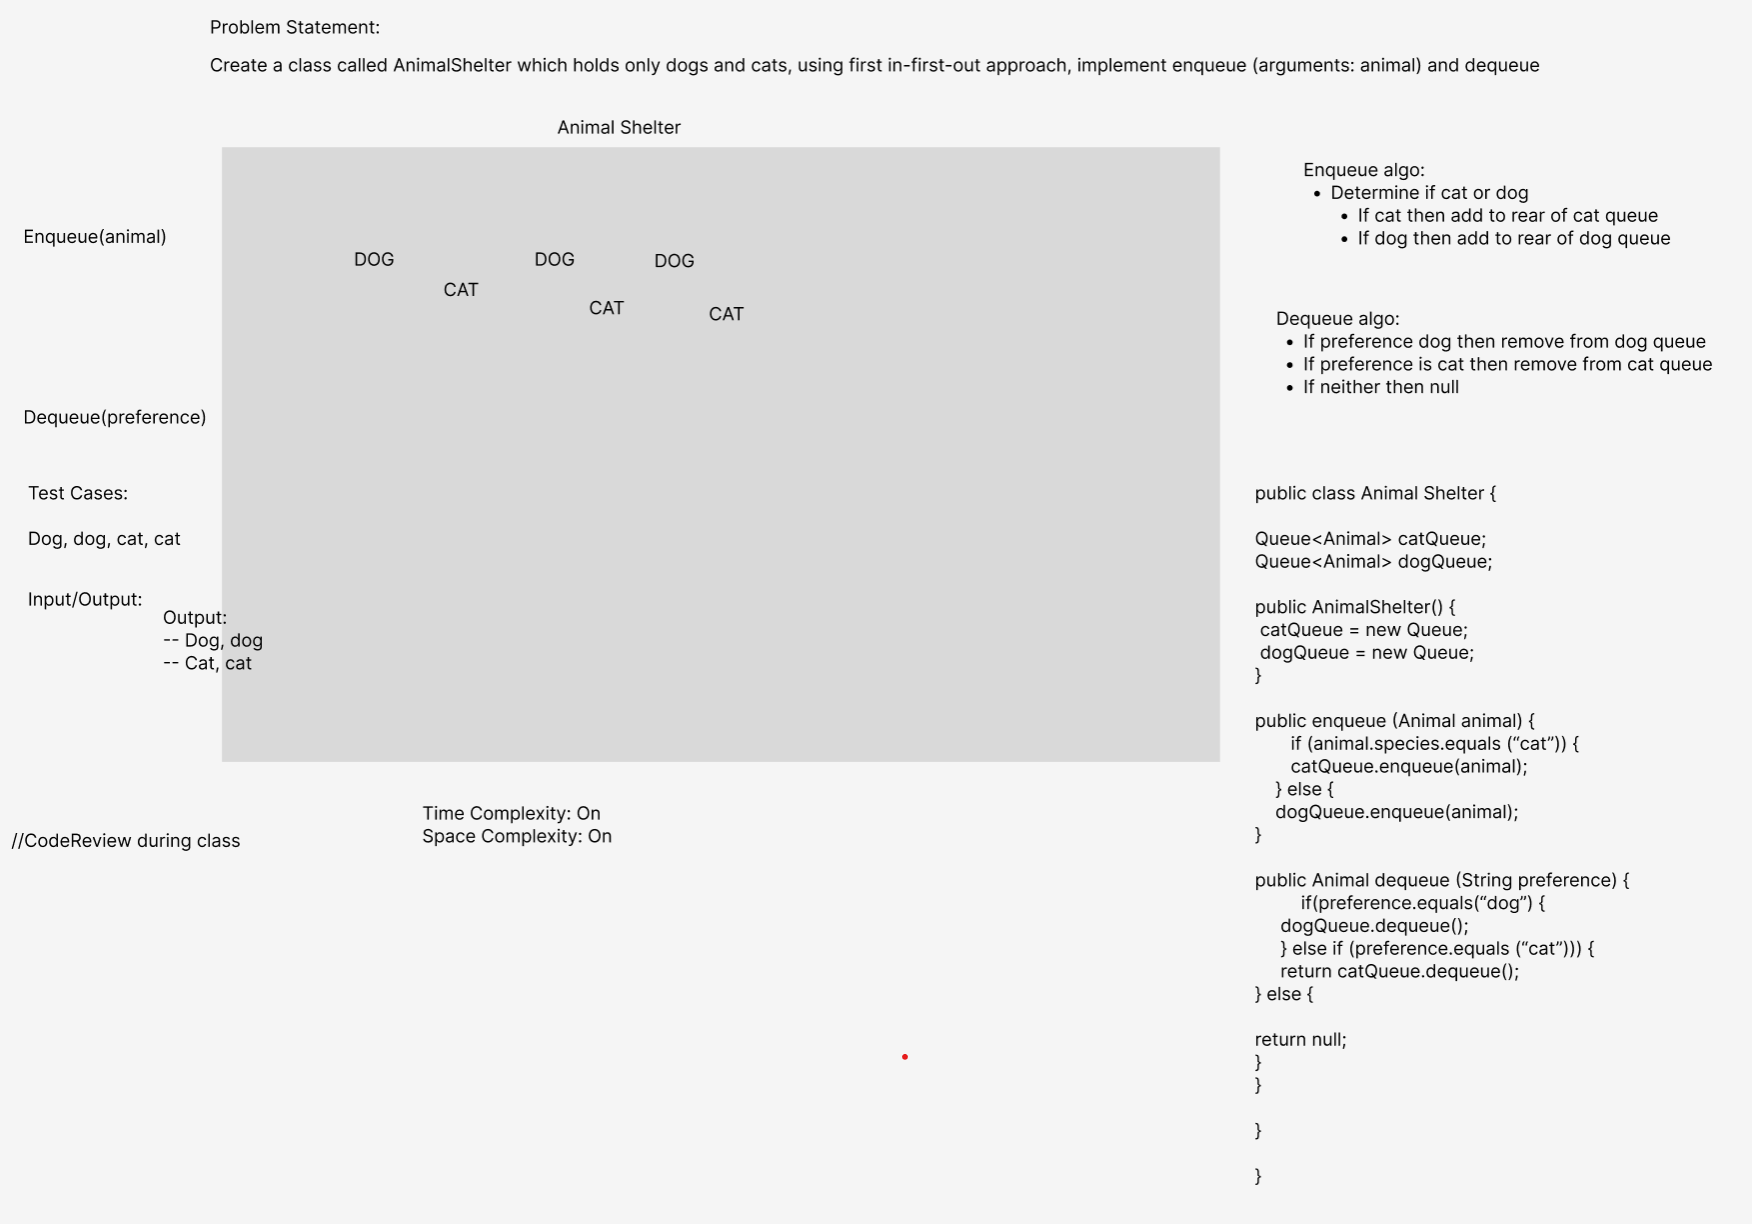 Problem Statement:
Create a class called AnimalShelter which holds only dogs and cats, using first in-first-out approach, implement enqueue (arguments: animal) and dequeue
Animal Shelter
Enqueue(animal)
DOG
DOG
DOG
CAT
CAT
CAT
Dequeue(preference)
Test Cases:
Dog, dog, cat, cat
Input/Output:
Output:
-- Dog, dog
-- Cat, cat
Time Complexity: On
Space Complexity: On
//CodeReview during class
Enqueue algo:
• Determine if cat or dog
• If cat then add to rear of cat queue
• If dog then add to rear of dog queue
Dequeue algo:
• If preference dog then remove from dog queue
• If preference is cat then remove from cat queue
• If neither then null
public class Animal Shelter {
Queue<Animal> catQueue;
Queue<Animal> dogQueue;
public AnimalShelter() {
catQueue = new Queue;
dogQueue = new Queue;
}
public enqueue (Animal animal) {
if (animal.species.equals (“cat”)) {
catQueue.enqueue(animal);
} else {
dogQueue.enqueue(animal);
}
public Animal dequeue (String preference) {
if(preference.equals(“dog”) {
dogQueue.dequeue();
} else if (preference.equals (“cat”))) {
return catQueue.dequeue();
} else {
return null;
}
}
}
}